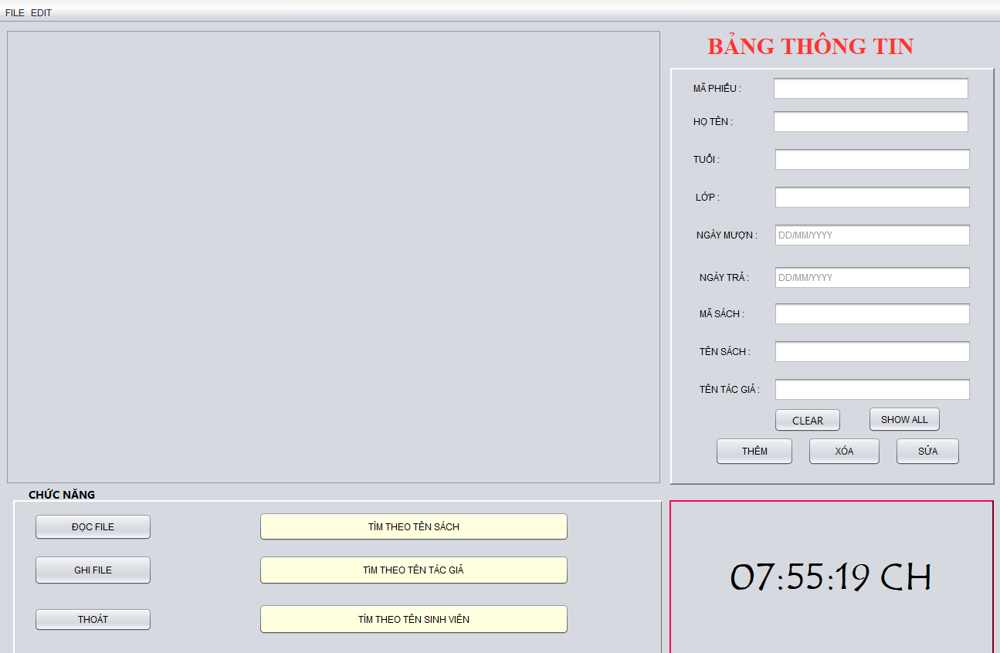 FILE EDIT
BẢNG THÔNG TIN
MÃ PHIẾU :
HỌ TÊN :
TUỔI :
LỚP :
NGÀY MƯỢN : DD/MM/YYYY
NGÀY TRẢ : DD/MM/YYYY
MÃ SÁCH :
TÊN SÁCH :
TÊN TÁC GIẢ :
CLEAR SHOW ALL
THÊM XÓA SỬA
CHỨC NĂNG
ĐỌC FILE TÌM THEO TÊN SÁCH
GHI FILE TÌM THEO TÊN TÁC GIẢ
THOÁT TÌM THEO TÊN SINH VIÊN
07:55:19 CH